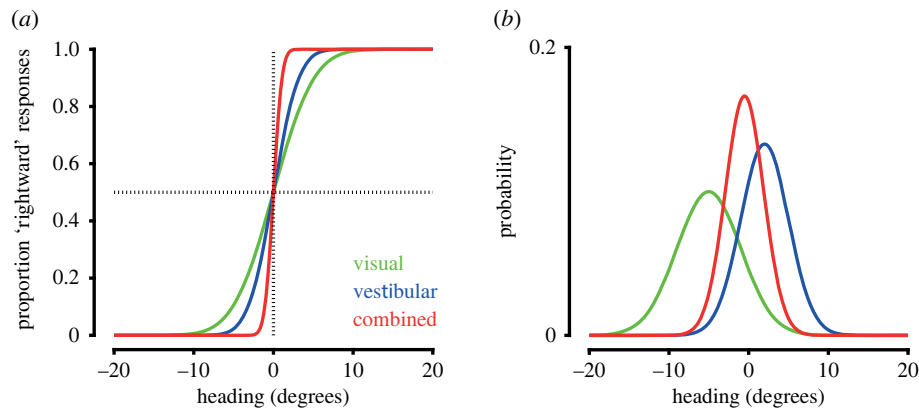 (a)
(b)
proportion 'rightward' responses
1.0
0.8
0.6
0.4
0.2
0
visual
vestibular
combined
–20
–10
0
10
20
heading (degrees)
probability
0.2
0
–20
–10
0
10
20
heading (degrees)